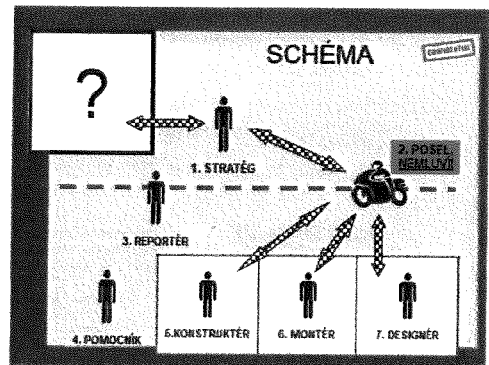 SCHÉMA
?
1. STRATÉG
2. POSEL
NEMLUVÍ!
3. REPORTÉR
4. POMOCNÍK
5.KONSTRUKTÉR
6. MONTÉR
7. DESIGNÉR